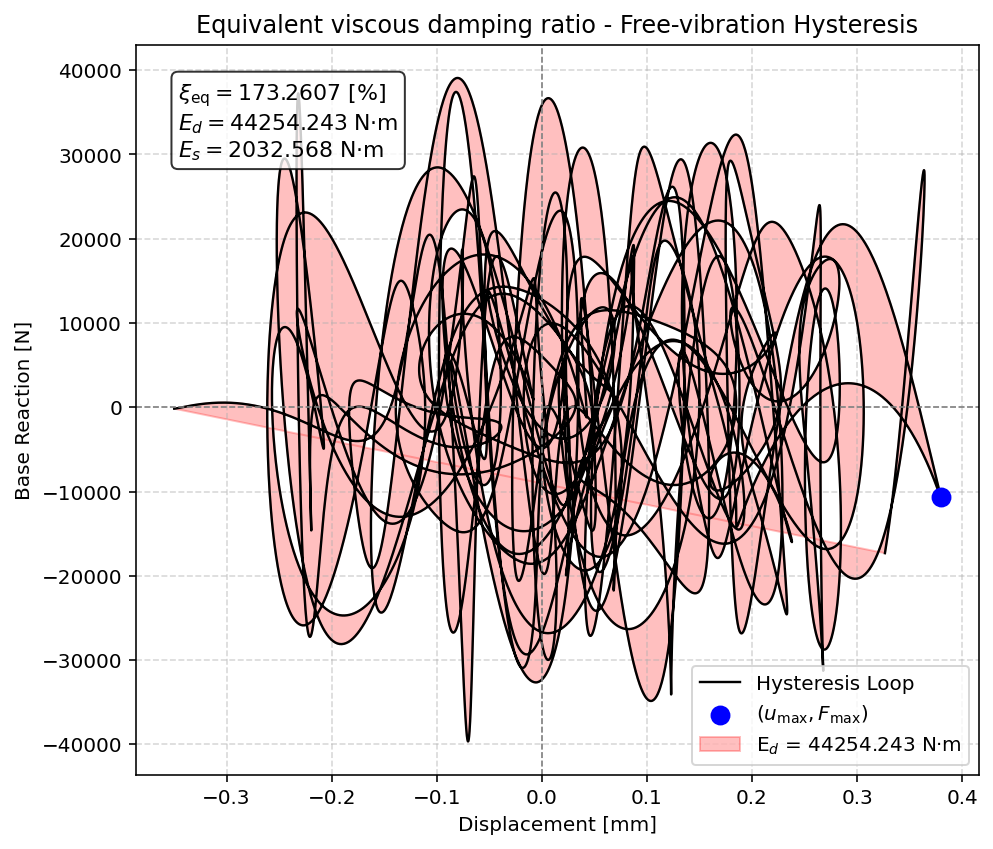 Equivalent viscous damping ratio - Free-vibration Hysteresis
ξeq = 173.2607 [%]
Ed = 44254.243 N·m
Es = 2032.568 N·m
Base Reaction [N]
40000
30000
20000
10000
0
−10000
−20000
−30000
−40000
−0.3
−0.2
−0.1
0.0
0.1
0.2
0.3
0.4
Displacement [mm]
Hysteresis Loop
(umax, Fmax)
Ed = 44254.243 N·m